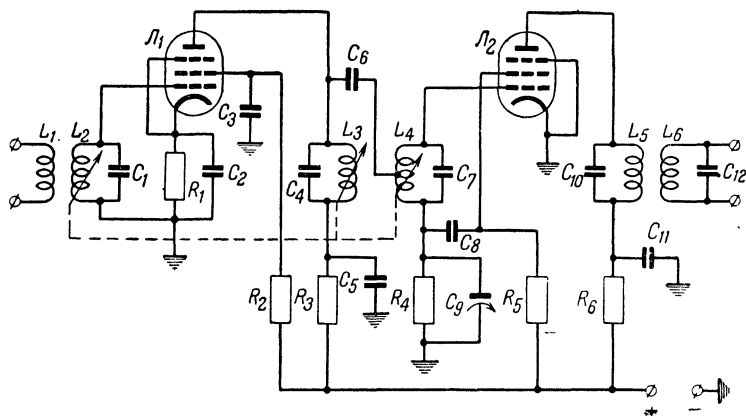 Л₁
Л₂
C₆
L₁
L₂
C₃
L₃
L₄
L₅
L₆
C₁
R₁
C₂
C₄
C₇
C₁₀
C₁₂
C₈
C₁₁
R₂
R₃
C₅
R₄
C₉
R₅
R₆
+ −